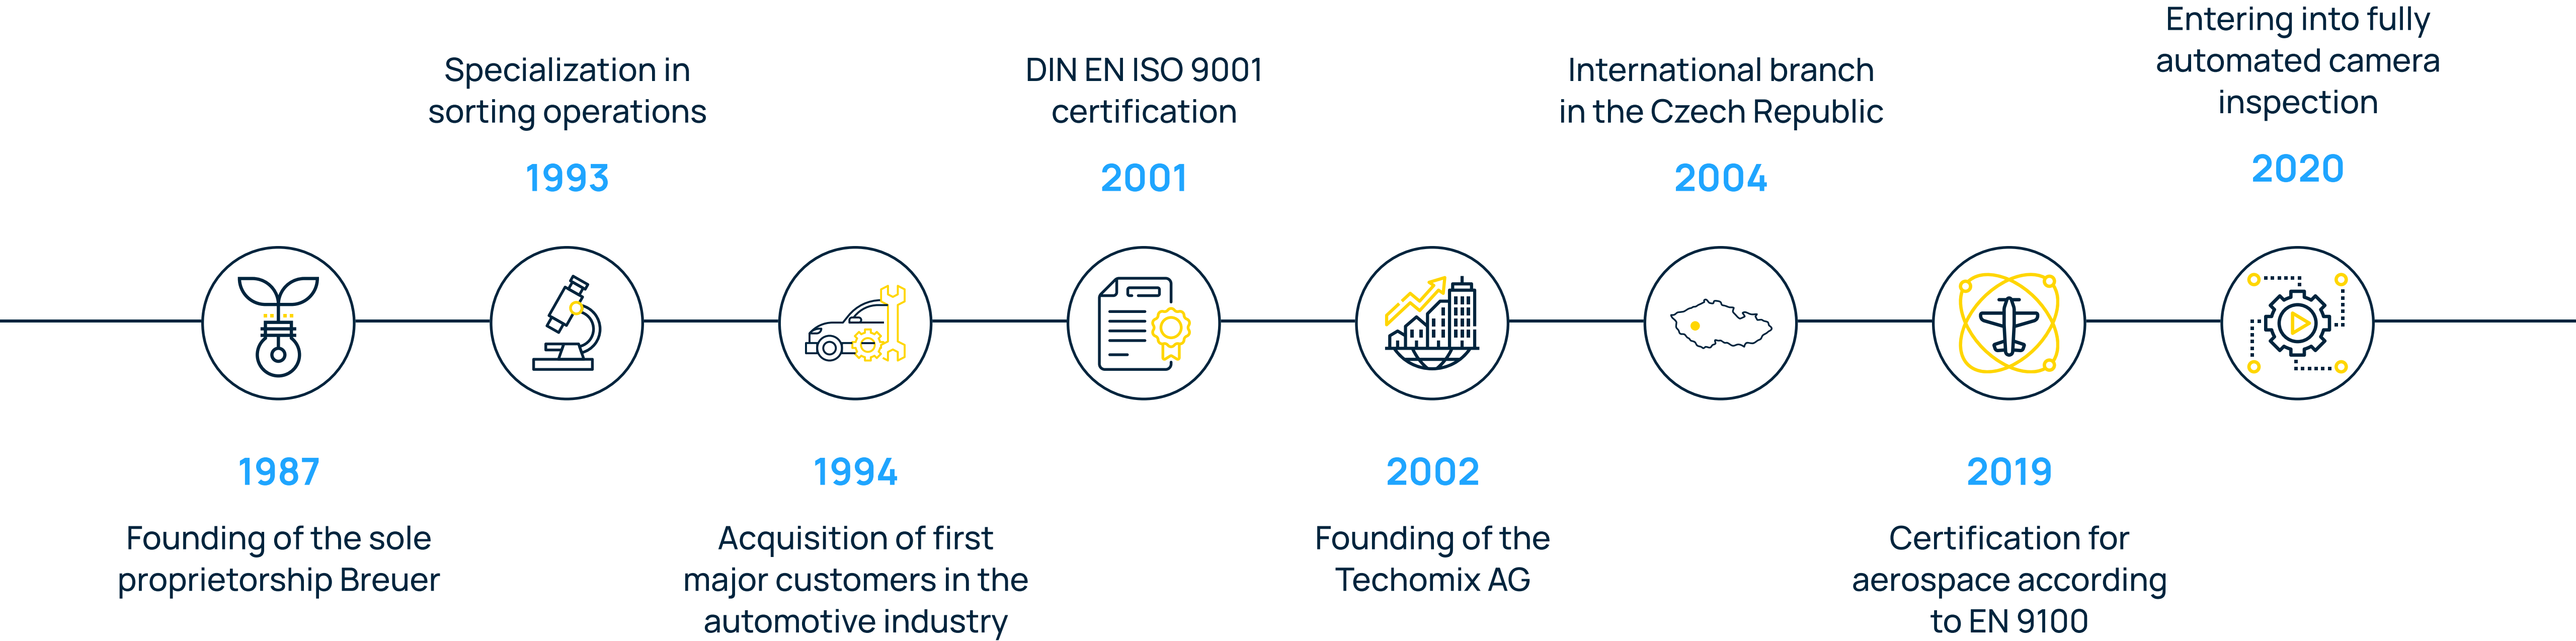 Founding of the sole
proprietorship Breuer
1987
Specialization in
sorting operations
1993
1994
Acquisition of first
major customers in the
automotive industry
DIN EN ISO 9001
certification
2001
2002
Founding of the
Techomix AG
International branch
in the Czech Republic
2004
2019
Certification for
aerospace according
to EN 9100
Entering into fully
automated camera
inspection
2020